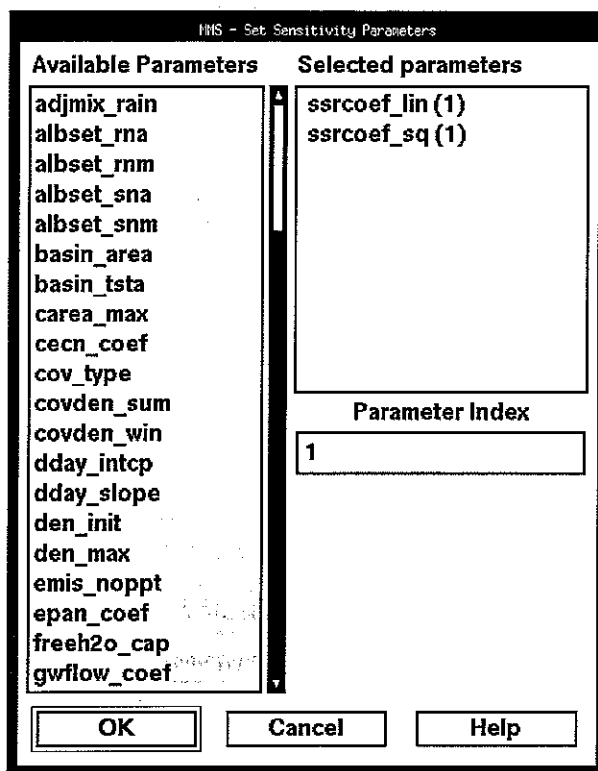 MMS - Set Sensitivity Parameters
Available Parameters
adjmix_rain
albset_rna
albset_rnm
albset_sna
albset_snm
basin_area
basin_tsta
carea_max
cecn_coef
cov_type
covden_sum
covden_win
dday_intcp
dday_slope
den_init
den_max
emis_noppt
epan_coef
freeh2o_cap
gwflow_coef
Selected parameters
ssrcoef_lin (1)
ssrcoef_sq (1)
Parameter Index
1
OK
Cancel
Help